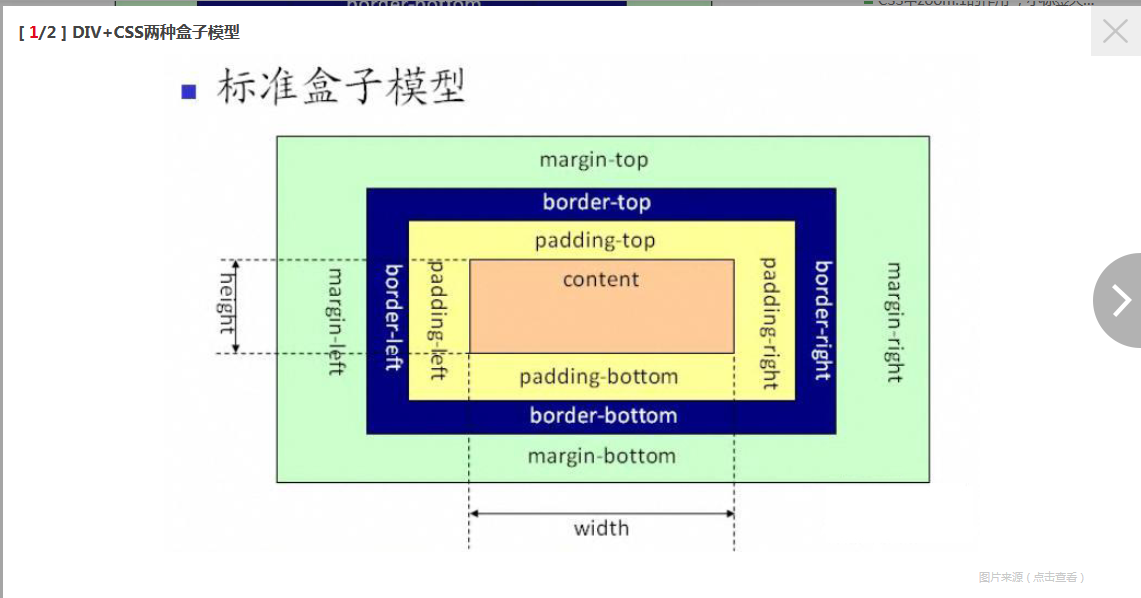 border-bottom
[ 1/2 ] DIV+CSS两种盒子模型
标准盒子模型
margin-top
border-top
padding-top
content
height
margin-left
border-left
padding-left
padding-right
border-right
margin-right
padding-bottom
border-bottom
margin-bottom
width
图片来源（点击查看）